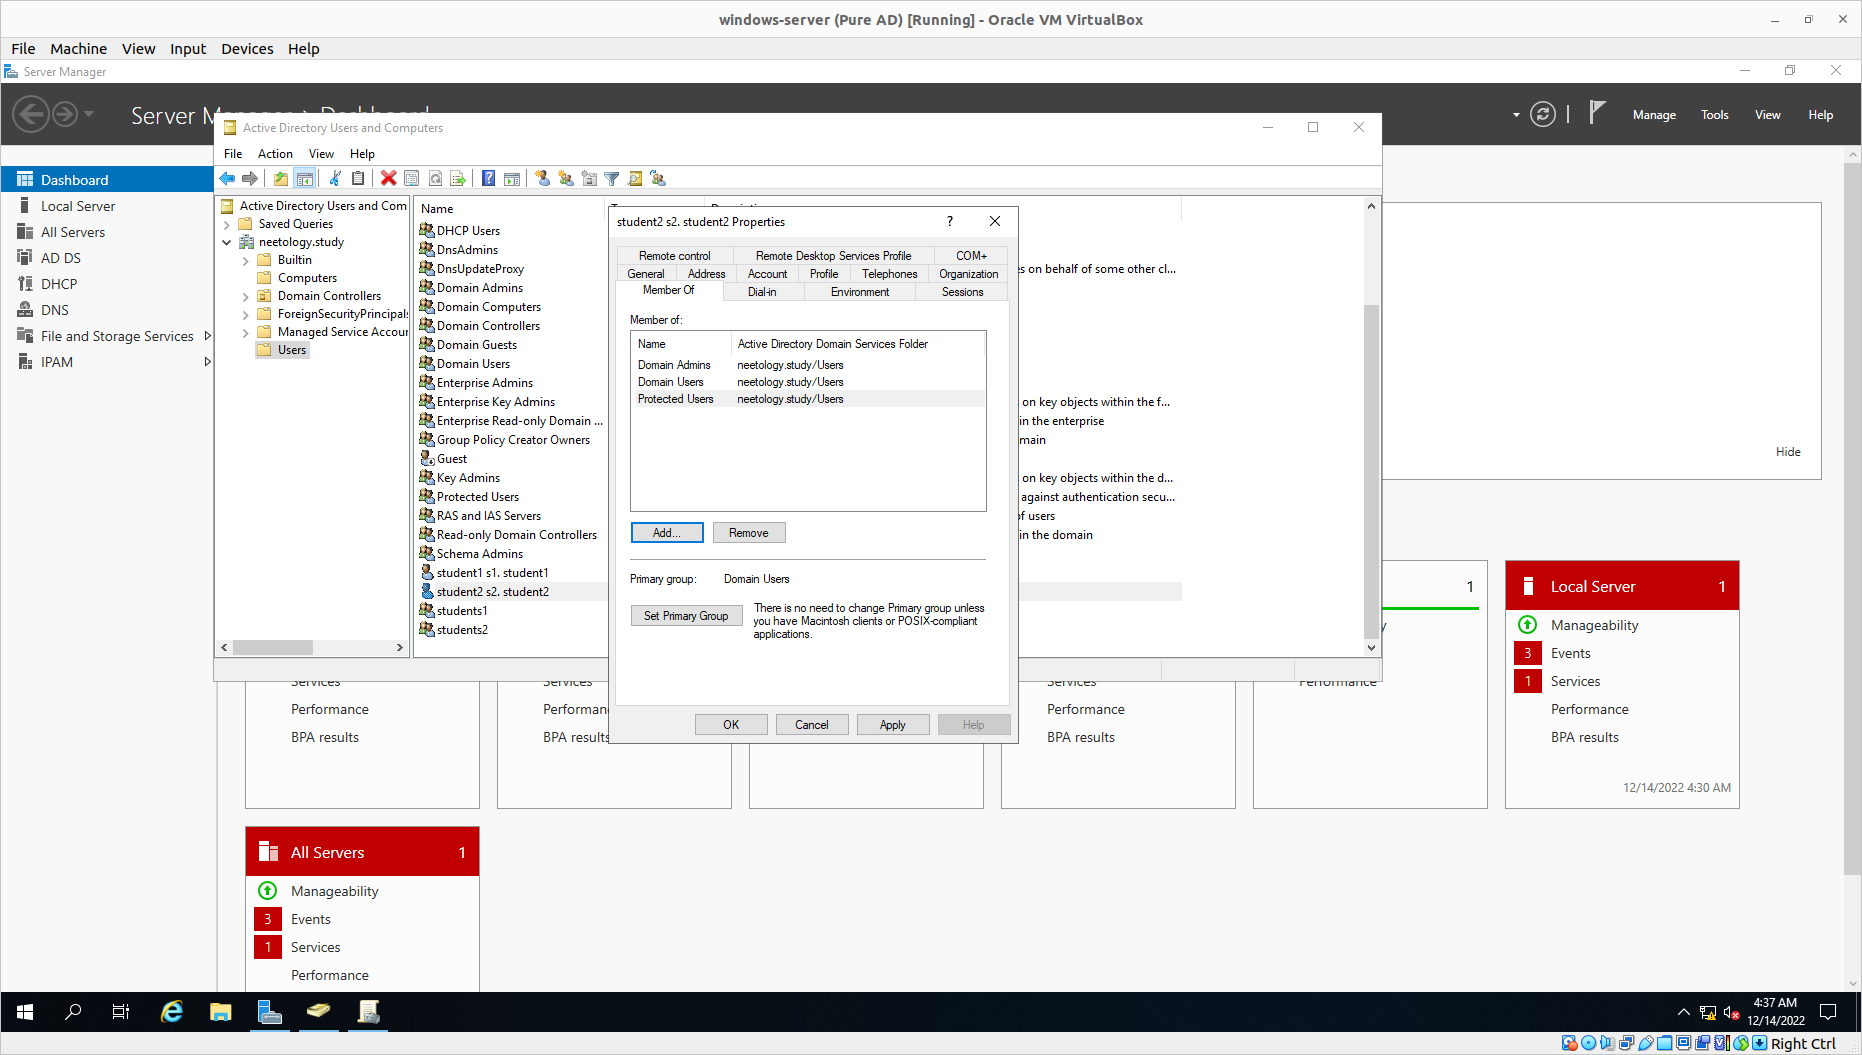 windows-server (Pure AD) [Running] - Oracle VM VirtualBox
File Machine View Input Devices Help
Server Manager
Manage Tools View Help
Active Directory Users and Computers
File Action View Help
Dashboard
Local Server
All Servers
AD DS
DHCP
DNS
File and Storage Services
IPAM
Active Directory Users and Com
Saved Queries
neetology.study
Builtin
Computers
Domain Controllers
ForeignSecurityPrincipals
Managed Service Accour
Users
Name
DHCP Users
DnsAdmins
DnsUpdateProxy
Domain Admins
Domain Computers
Domain Controllers
Domain Guests
Domain Users
Enterprise Admins
Enterprise Key Admins
Enterprise Read-only Domain ...
Group Policy Creator Owners
Guest
Key Admins
Protected Users
RAS and IAS Servers
Read-only Domain Controllers
Schema Admins
student1 s1. student1
student2 s2. student2
students1
students2
s on behalf of some other cl...
on key objects within the f...
in the enterprise
main
on key objects within the d...
against authentication secu...
of users
in the domain
student2 s2. student2 Properties
?
Remote control Remote Desktop Services Profile COM+
General Address Account Profile Telephones Organization
Member Of Dial-in Environment Sessions
Member of:
Name Active Directory Domain Services Folder
Domain Admins neetology.study/Users
Domain Users neetology.study/Users
Protected Users neetology.study/Users
Add... Remove
Primary group: Domain Users
Set Primary Group
There is no need to change Primary group unless
you have Macintosh clients or POSIX-compliant
applications.
OK Cancel Apply Help
Hide
1
Local Server 1
Manageability
3 Events
1 Services
Performance
BPA results
12/14/2022 4:30 AM
Services
Performance
BPA results
Services
Performan
BPA results
Services
Performance
BPA results
Performance
All Servers 1
Manageability
3 Events
1 Services
Performance
4:37 AM
12/14/2022
Right Ctrl